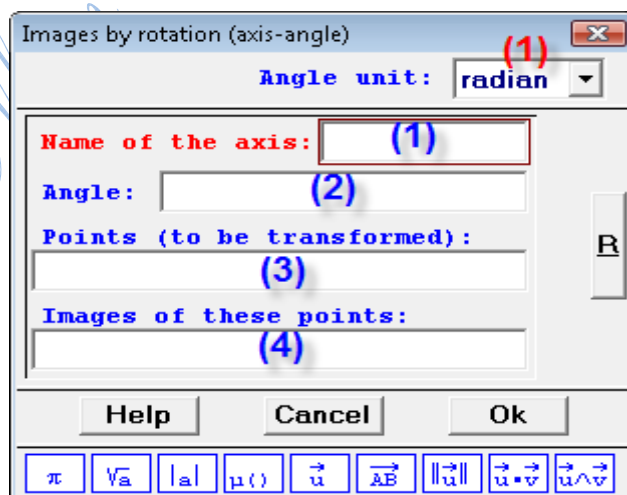 Images by rotation (axis-angle)
(1)
Angle unit: radian
Name of the axis: (1)
Angle: (2)
Points (to be transformed):
(3)
R
Images of these points:
(4)
Help Cancel Ok
π √a |a| μ() u AB ||u|| u•v u∧v